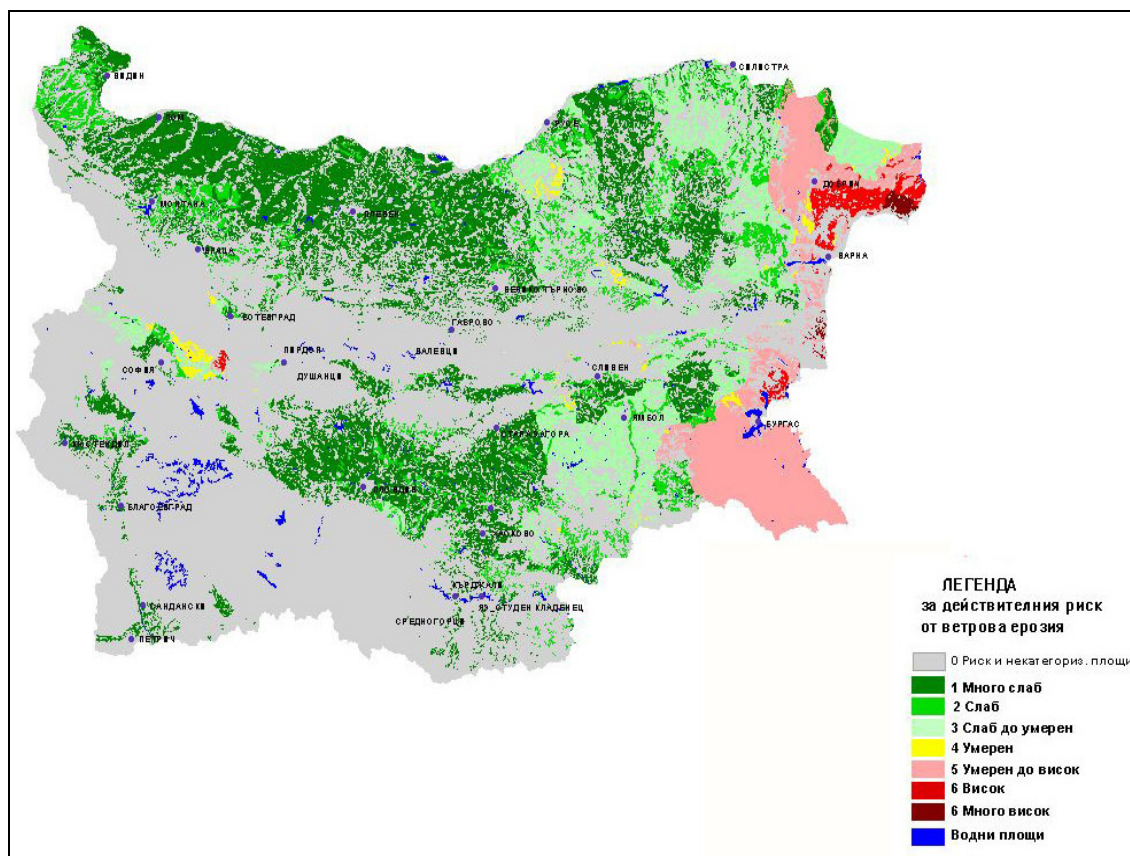 СИЛИСТРА
ВИДИН
ЛОМ
РУСЕ
ДОБРИЧ
МОНТАНА
ПЛЕВЕН
ВРАЦА
ВАРНА
ВЕЛИКО ТЪРНОВО
БОТЕВГРАД
ГАБРОВО
ПИРДОП
ВАЛЕВЦИ
СОФИЯ
ДУШАНЦИ
СЛИВЕН
ЯМБОЛ
БУРГАС
СТАРА ЗАГОРА
КЮСТЕНДИЛ
ПЛОВДИВ
БЛАГОЕВГРАД
КЪРДЖАЛИ
САНДАНСКИ
ЯЗ_СТУДЕН КЛАДЕНЕЦ
СРЕДНОГОРЦИ
ПЕТРИЧ
ЛЕГЕНДА
за действителния риск
от ветрова ерозия
0 Риск и некатегориз. площи
1 Много слаб
2 Слаб
3 Слаб до умерен
4 Умерен
5 Умерен до висок
6 Висок
6 Много висок
Водни площи